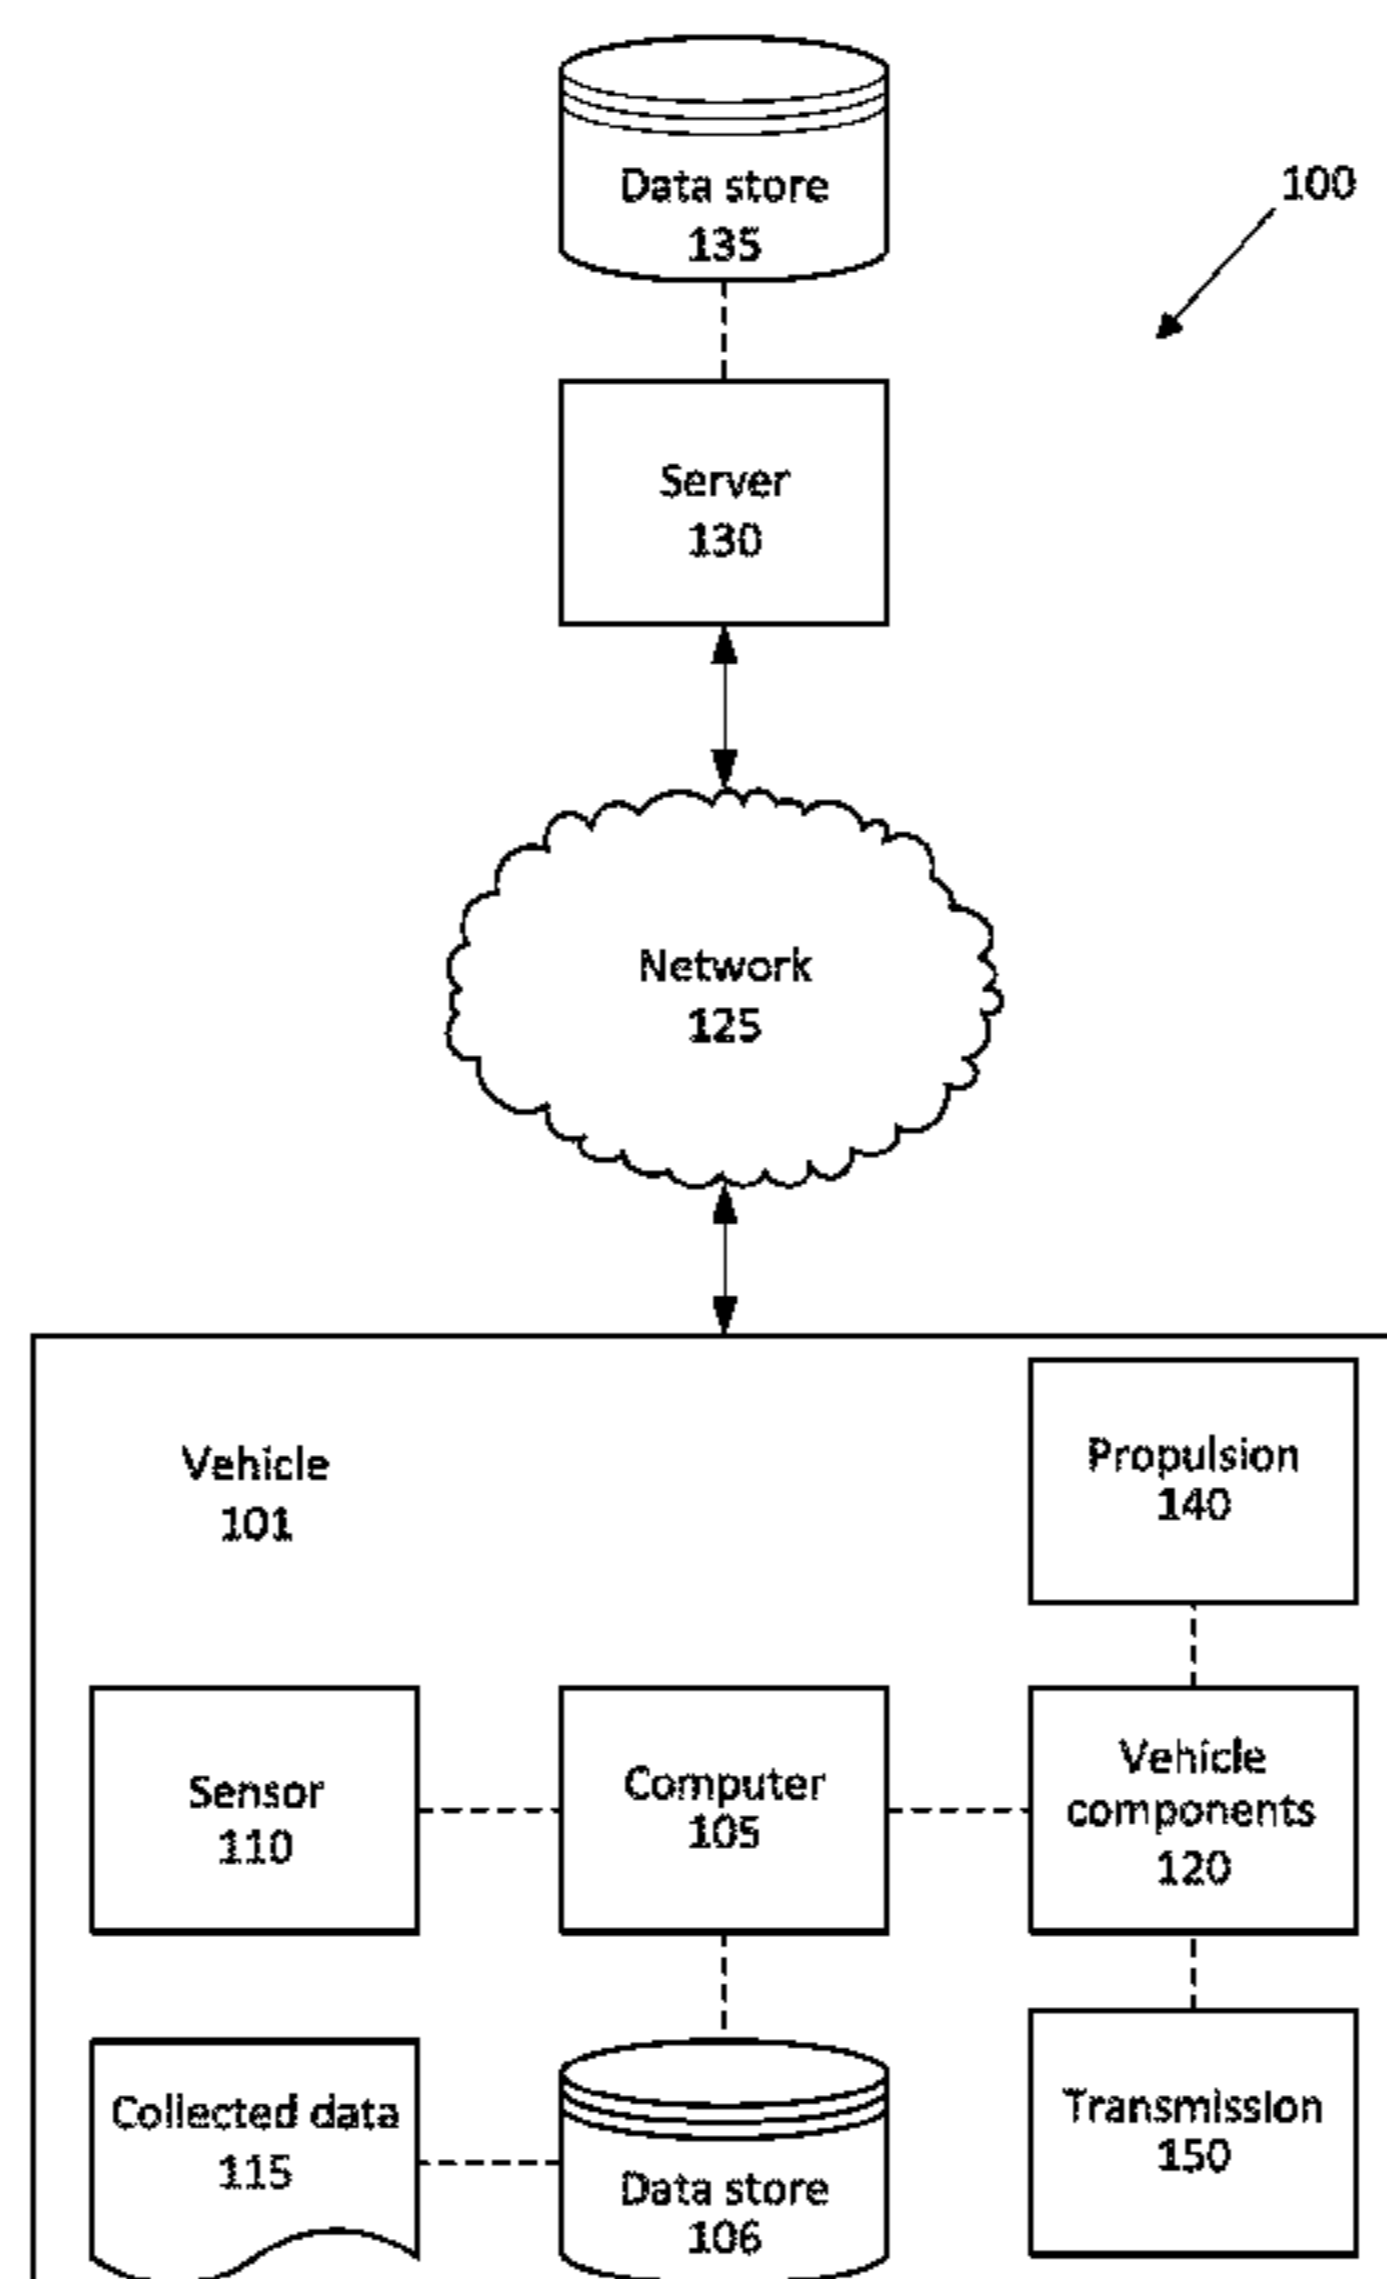 Data store
135
100
Server
130
Network
125
Vehicle
101
Propulsion
140
Sensor
110
Computer
105
Vehicle
components
120
Collected data
115
Data store
106
Transmission
150